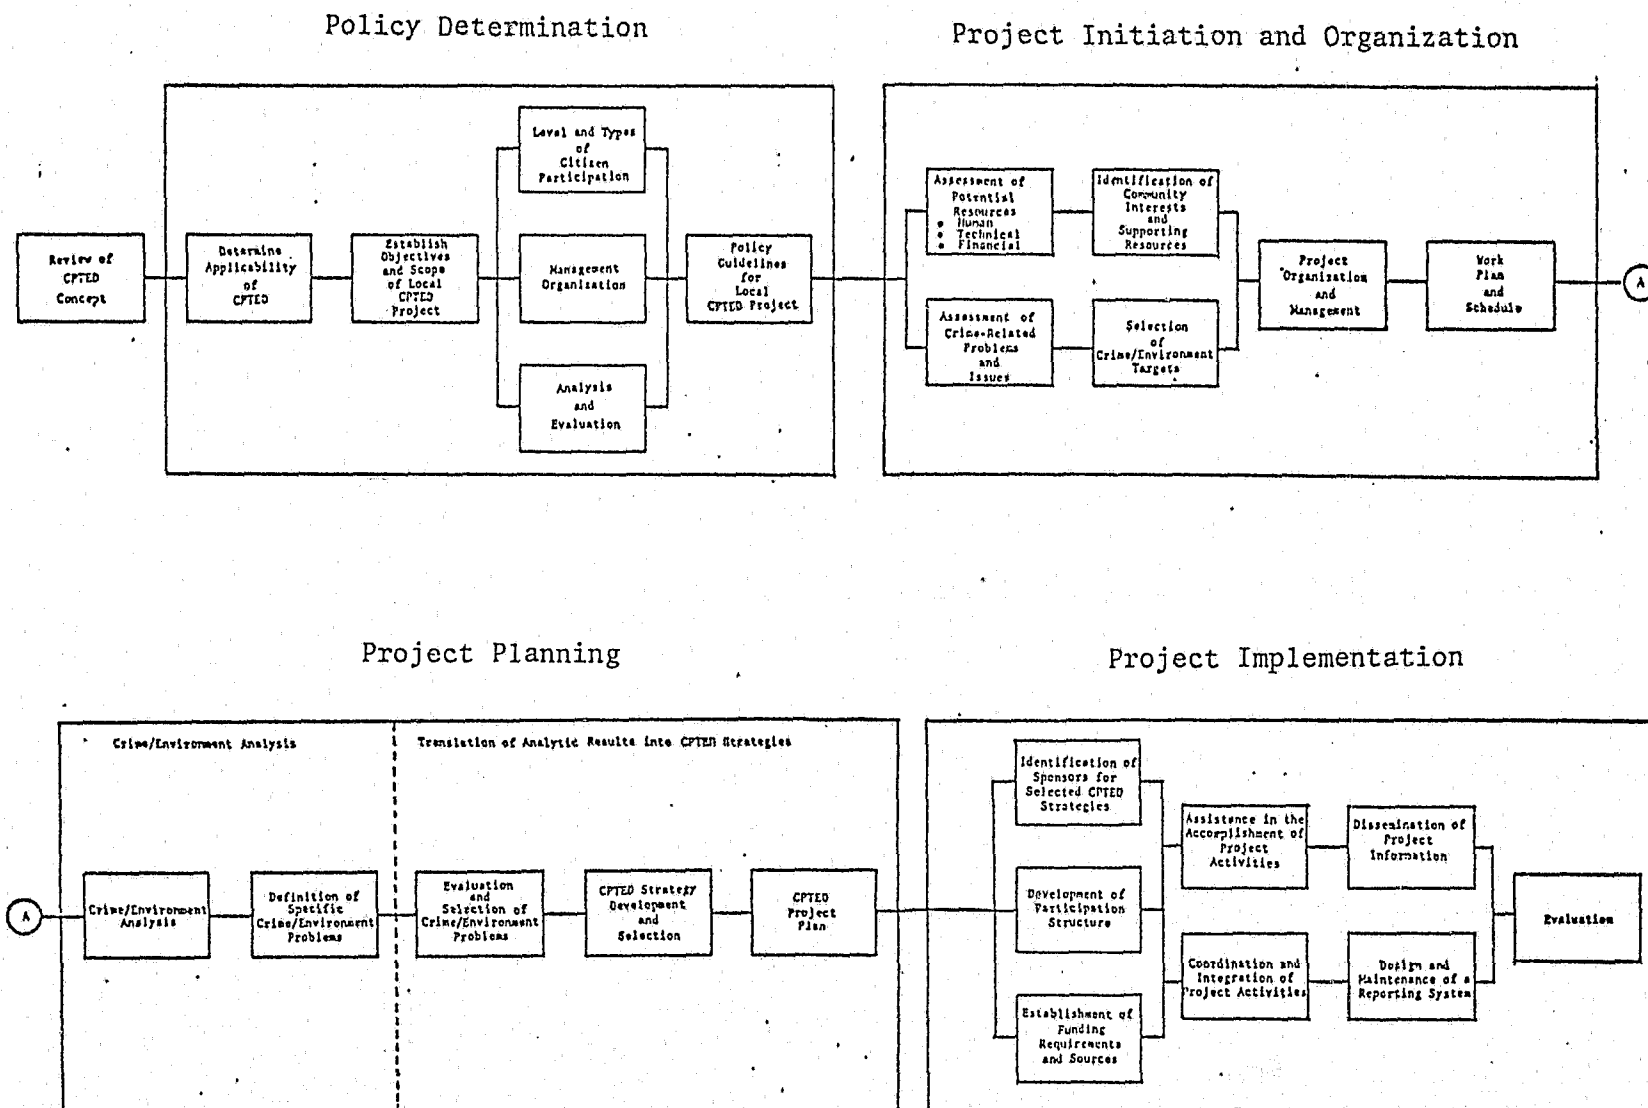 Policy Determination
Project Initiation and Organization
Review of
CPTED
Concept
Determine
Applicability
of
CPTED
Establish
Objectives
and Scope
of Local
CPTED
Project
Level and Types
of
Citizen
Participation
Management
Organization
Analysis
and
Evaluation
Policy
Guidelines
for
Local
CPTED Project
Assessment of
Potential
Resources
• Human
• Technical
• Financial
Identification of
Community
Interests
and
Supporting
Resources
Assessment of
Crime-Related
Problems
and
Issues
Selection
of
Crime/Environment
Targets
Project
Organization
and
Management
Work
Plan
and
Schedule
A
Project Planning
Project Implementation
Crime/Environment Analysis
Translation of Analytic Results into CPTED Strategies
A
Crime/Environment
Analysis
Definition of
Specific
Crime/Environment
Problems
Evaluation
and
Selection of
Crime/Environment
Problems
CPTED Strategy
Development
and
Selection
CPTED
Project
Plan
Identification of
Sponsors for
Selected CPTED
Strategies
Development of
Participation
Structure
Establishment of
Funding
Requirements
and Sources
Assistence in the
Accomplishment of
Project
Activities
Coordination and
Integration of
Project Activities
Dissemination of
Project
Information
Design and
Maintenance of a
Reporting System
Evaluation